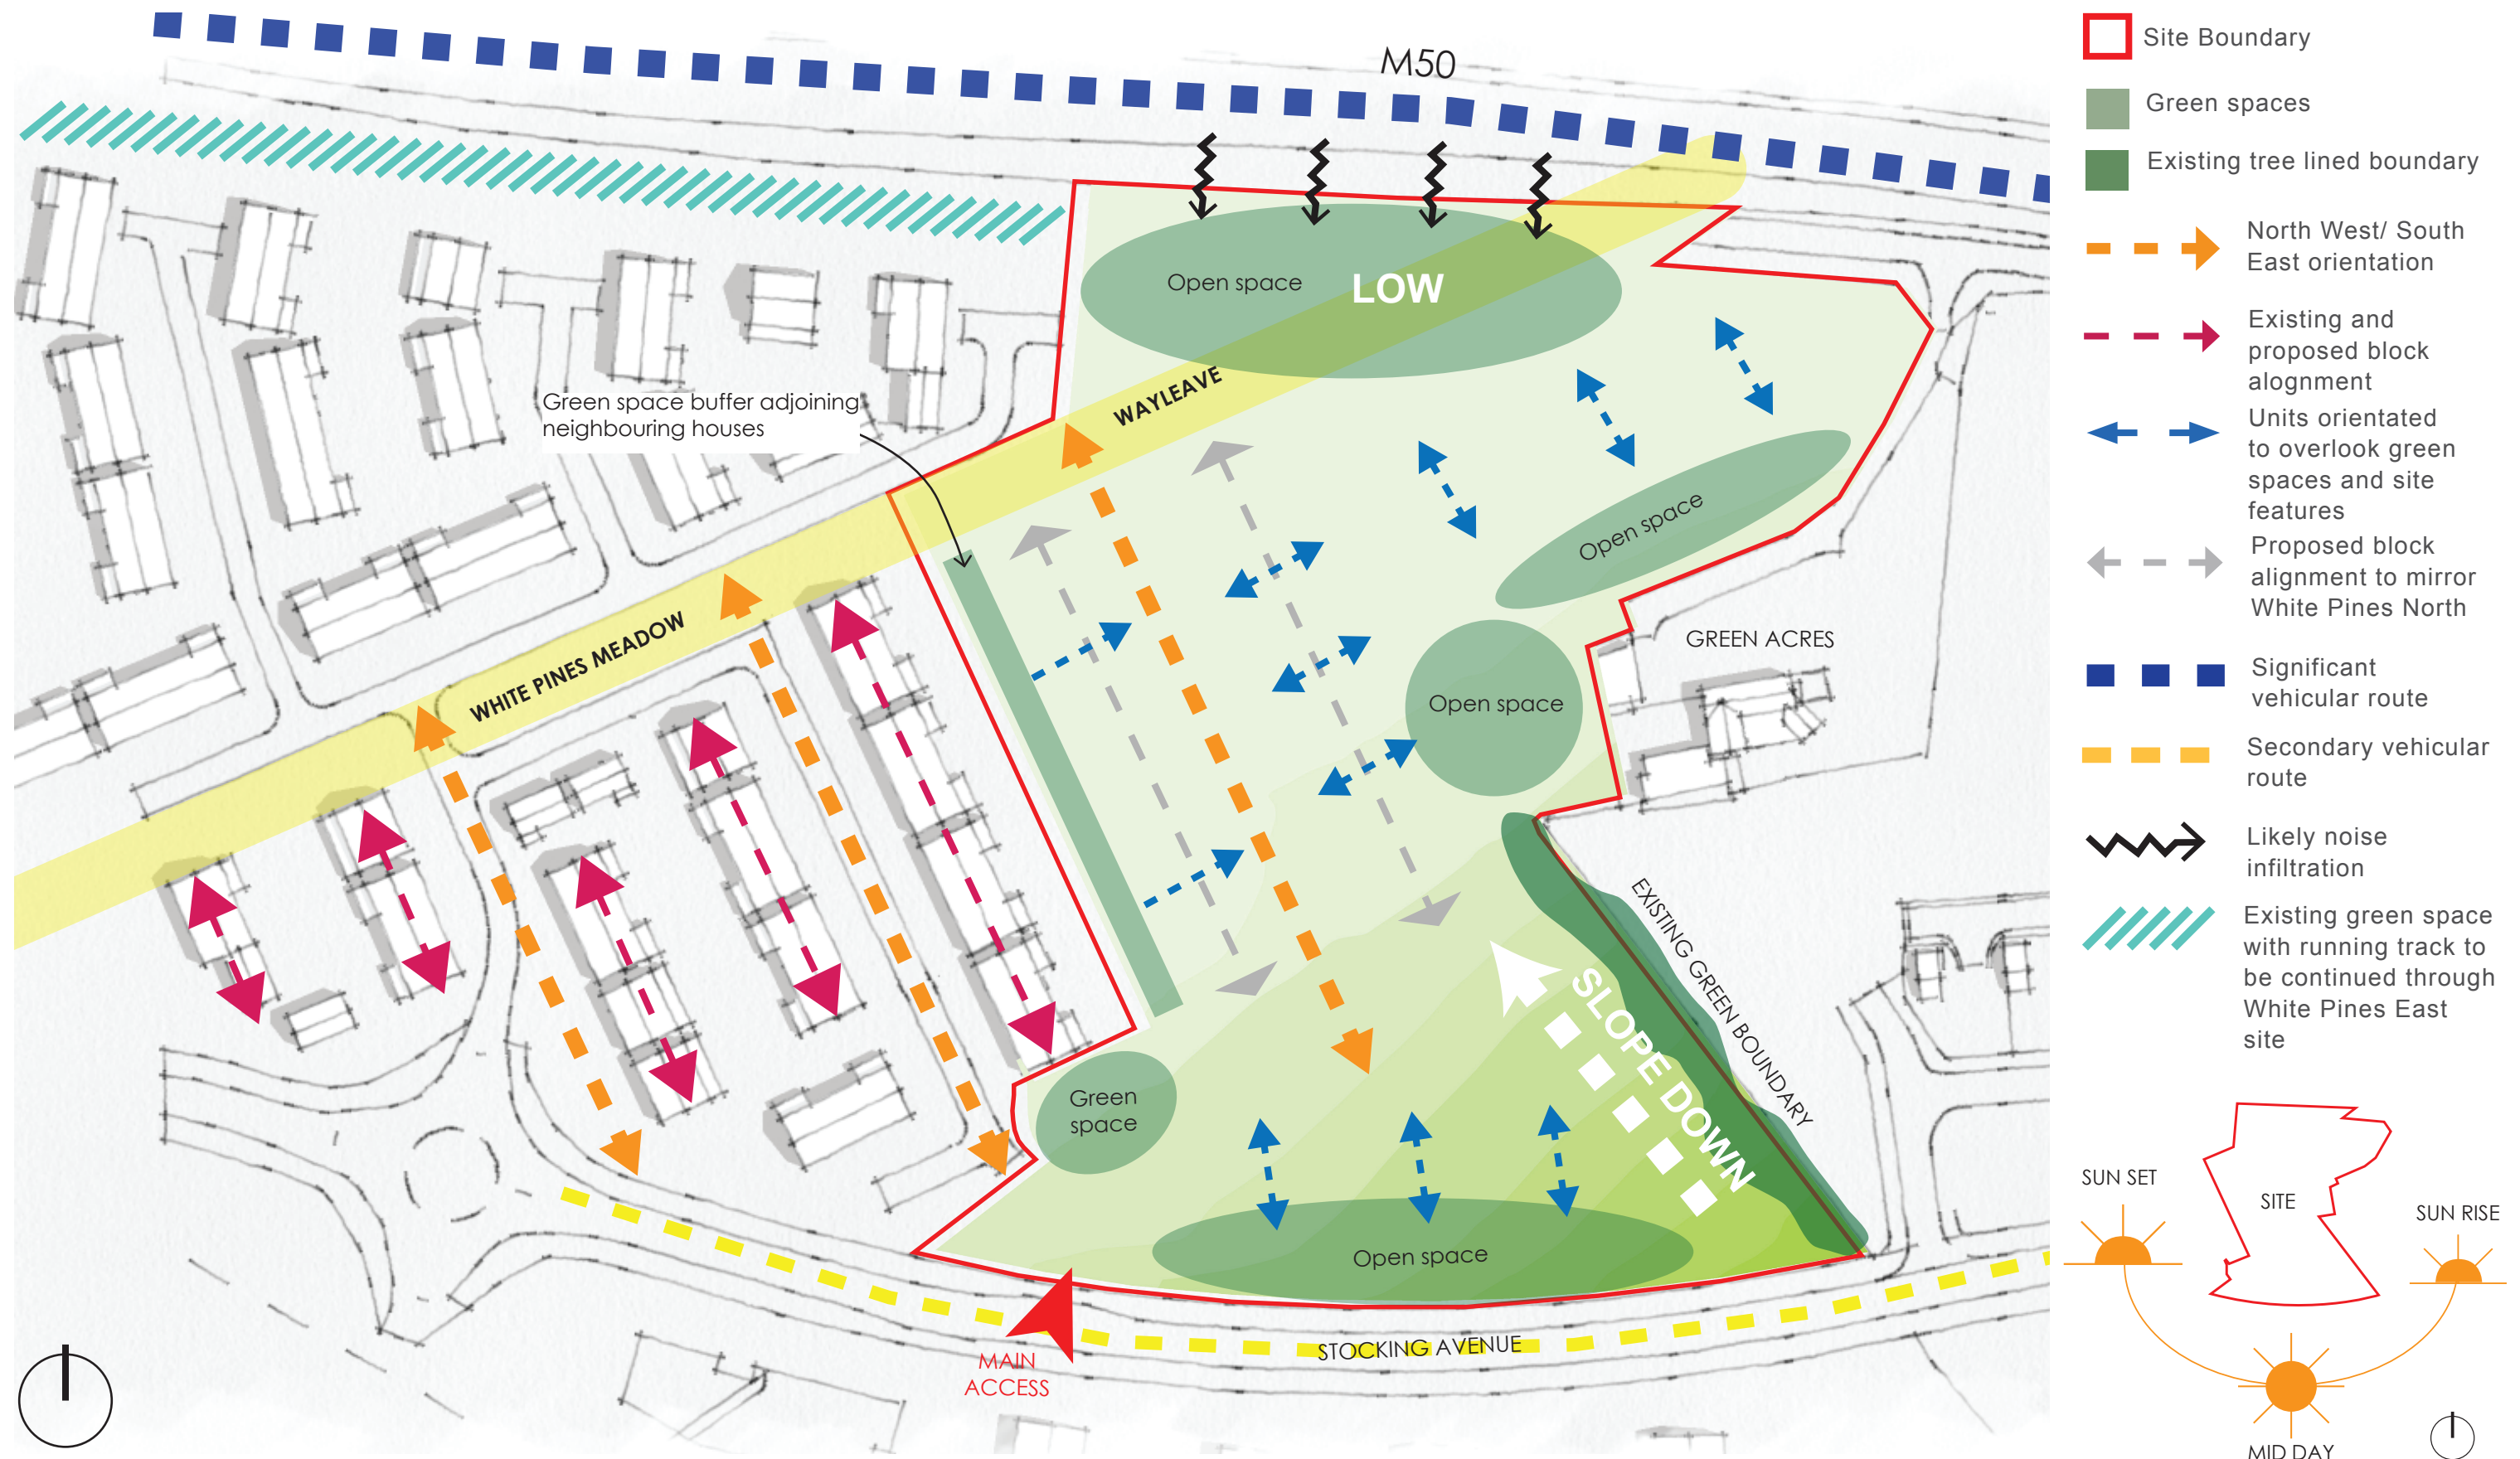 M50
Open space
LOW
WAYLEAVE
Green space buffer adjoining
neighbouring houses
Open space
WHITE PINES MEADOW
GREEN ACRES
Open space
EXISTING GREEN BOUNDARY
SLOPE DOWN
Green
space
Open space
STOCKING AVENUE
MAIN
ACCESS
Site Boundary
Green spaces
Existing tree lined boundary
North West/ South
East orientation
Existing and
proposed block
alognment
Units orientated
to overlook green
spaces and site
features
Proposed block
alignment to mirror
White Pines North
Significant
vehicular route
Secondary vehicular
route
Likely noise
infiltration
Existing green space
with running track to
be continued through
White Pines East
site
SUN SET
SITE
SUN RISE
MID DAY